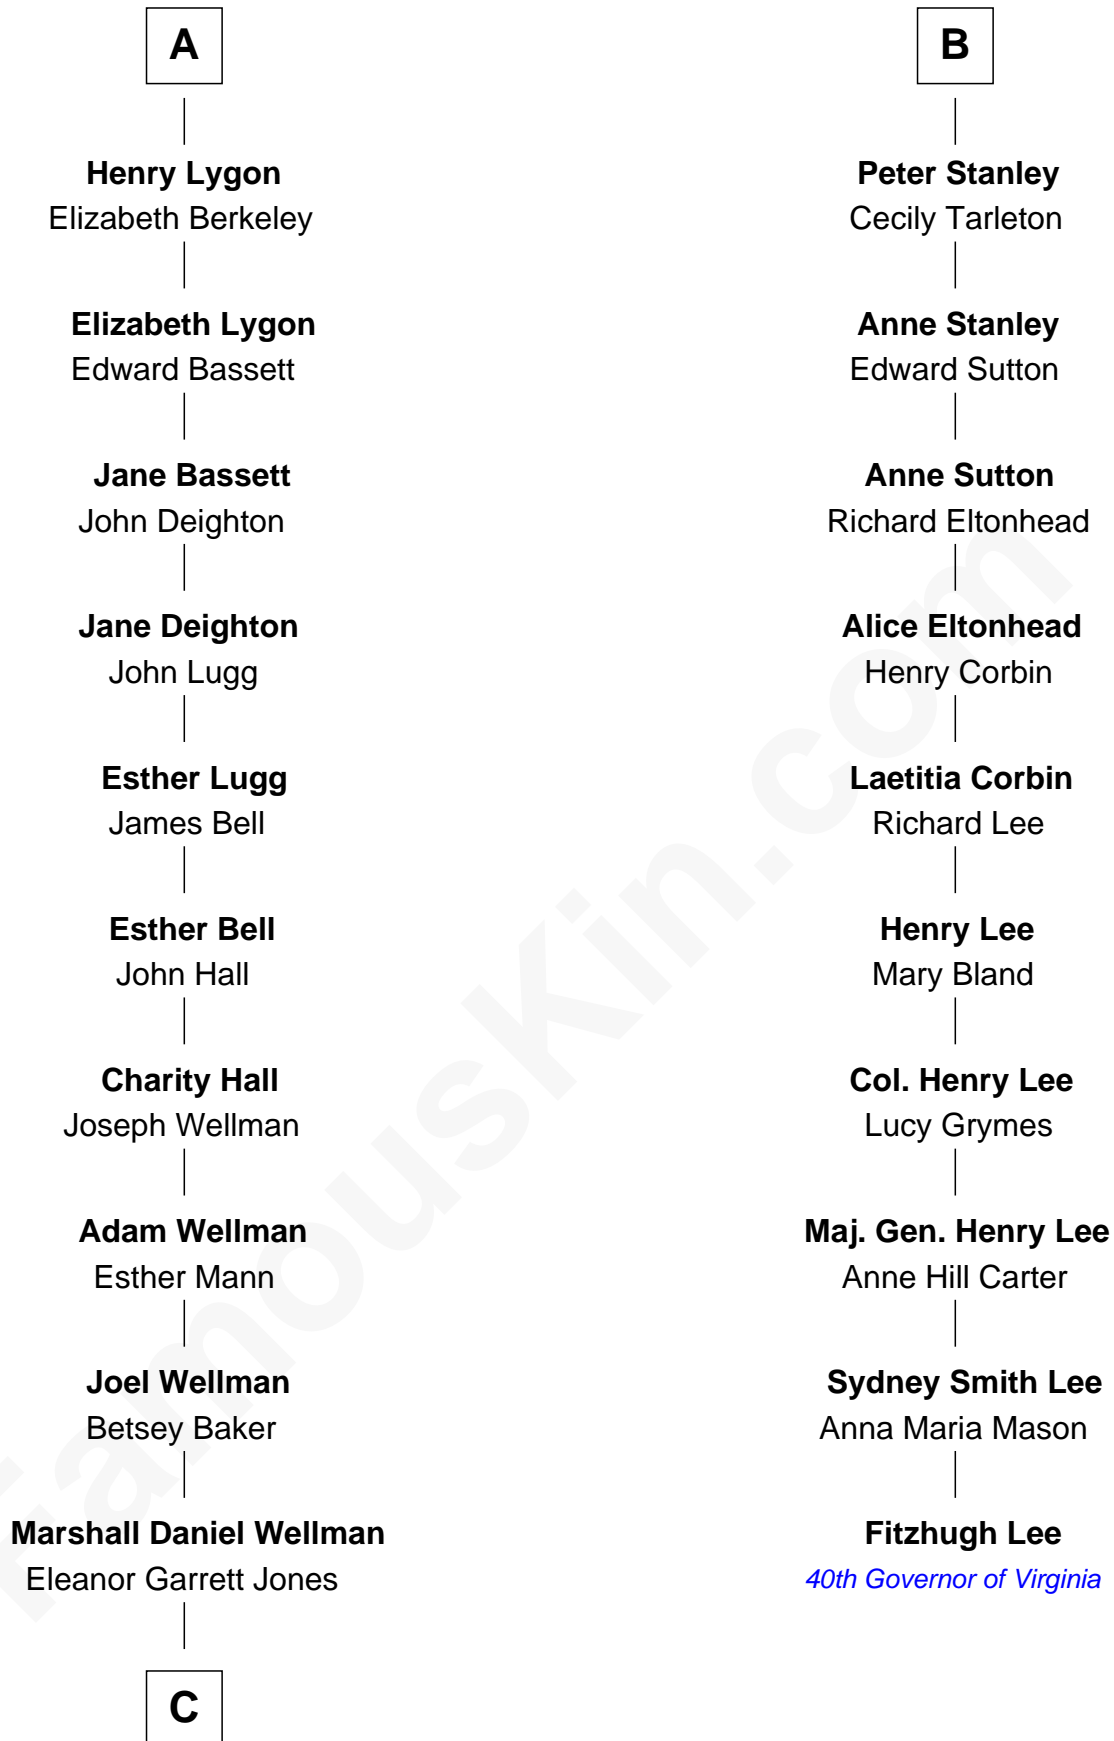 A
Henry Lygon
Elizabeth Berkeley
Elizabeth Lygon
Edward Bassett
Jane Bassett
John Deighton
Jane Deighton
John Lugg
Esther Lugg
James Bell
Esther Bell
John Hall
Charity Hall
Joseph Wellman
Adam Wellman
Esther Mann
Joel Wellman
Betsey Baker
Marshall Daniel Wellman
Eleanor Garrett Jones
C
B
Peter Stanley
Cecily Tarleton
Anne Stanley
Edward Sutton
Anne Sutton
Richard Eltonhead
Alice Eltonhead
Henry Corbin
Laetitia Corbin
Richard Lee
Henry Lee
Mary Bland
Col. Henry Lee
Lucy Grymes
Maj. Gen. Henry Lee
Anne Hill Carter
Sydney Smith Lee
Anna Maria Mason
Fitzhugh Lee
40th Governor of Virginia
FamousKin.com